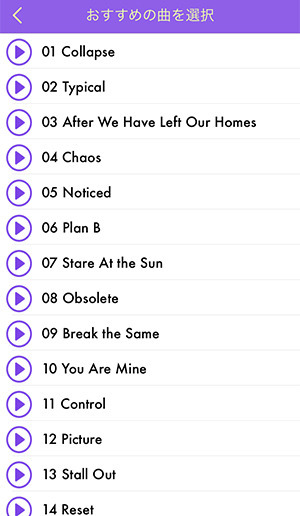 おすすめの曲を選択
01 Collapse
02 Typical
03 After We Have Left Our Homes
04 Chaos
05 Noticed
06 Plan B
07 Stare At the Sun
08 Obsolete
09 Break the Same
10 You Are Mine
11 Control
12 Picture
13 Stall Out
14 Reset